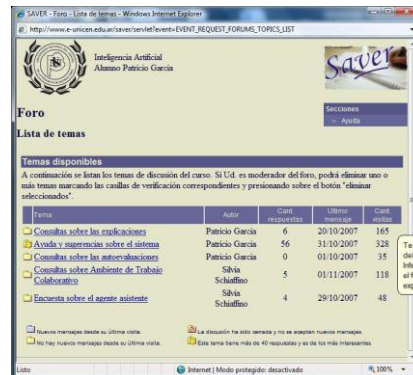 SAVER - Foro - Lista de temas - Windows Internet Explorer
http://www.e-unicen.edu.ar/saver/servlet?event=EVENT_REQUEST_FORUMS_TOPICS_LIST
Inteligencia Artificial
Alumno Patricio Garcia
Saver
Foro
Secciones
Ayuda
Lista de temas
Temas disponibles
A continuación se listan los temas de discusión del curso. Si Ud. es moderador del foro, podrá eliminar uno o
más temas marcando las casillas de verificación correspondientes y presionando sobre el botón "eliminar
seleccionados".
Tema Autor Cant. respuestas Ultimo mensaje Cant. visitas
Consultas sobre las explicaciones Patricio Garcia 6 20/10/2007 165
Ayuda y sugerencias sobre el sistema Patricio Garcia 56 31/10/2007 328
Consultas sobre las autoevaluaciones Patricio Garcia 0 01/10/2007 35
Consultas sobre Ambiente de Trabajo Colaborativo Silvia Schiaffino 5 01/11/2007 118
Encuesta sobre el agente asistente Silvia Schiaffino 4 29/10/2007 48
Nuevos mensajes desde su última visita.
La discusión ha sido cerrada y no se aceptan nuevos mensajes.
No hay nuevos mensajes desde su última visita.
Este tema tiene más de 40 respuestas y es de los más interesantes.
Listo
Internet | Modo protegido: desactivado
100%